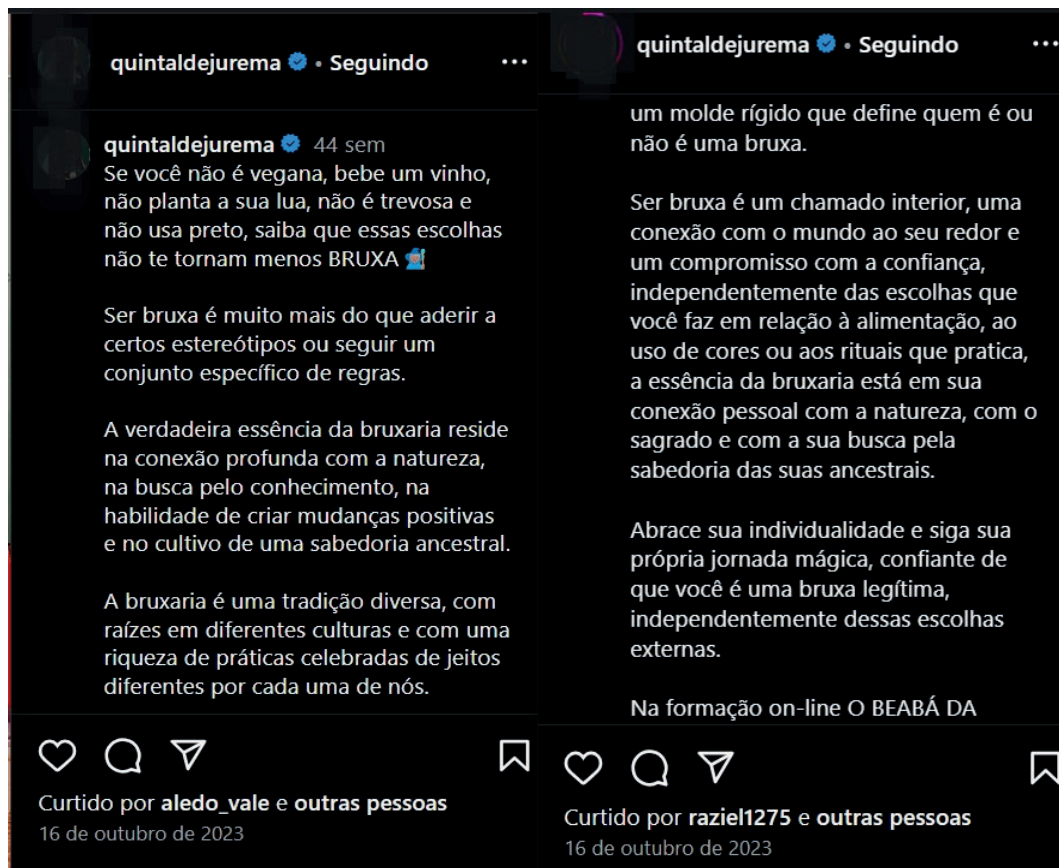 quintaldejurema • Seguindo
quintaldejurema 44 sem
Se você não é vegana, bebe um vinho,
não planta a sua lua, não é trevosa e
não usa preto, saiba que essas escolhas
não te tornam menos BRUXA
Ser bruxa é muito mais do que aderir a
certos estereótipos ou seguir um
conjunto específico de regras.
A verdadeira essência da bruxaria reside
na conexão profunda com a natureza,
na busca pelo conhecimento, na
habilidade de criar mudanças positivas
e no cultivo de uma sabedoria ancestral.
A bruxaria é uma tradição diversa, com
raízes em diferentes culturas e com uma
riqueza de práticas celebradas de jeitos
diferentes por cada uma de nós.
Curtido por aledo_vale e outras pessoas
16 de outubro de 2023
quintaldejurema • Seguindo
um molde rígido que define quem é ou
não é uma bruxa.
Ser bruxa é um chamado interior, uma
conexão com o mundo ao seu redor e
um compromisso com a confiança,
independentemente das escolhas que
você faz em relação à alimentação, ao
uso de cores ou aos rituais que pratica,
a essência da bruxaria está em sua
conexão pessoal com a natureza, com o
sagrado e com a sua busca pela
sabedoria das suas ancestrais.
Abrace sua individualidade e siga sua
própria jornada mágica, confiante de
que você é uma bruxa legítima,
independentemente dessas escolhas
externas.
Na formação on-line O BEABÁ DA
Curtido por raziel1275 e outras pessoas
16 de outubro de 2023